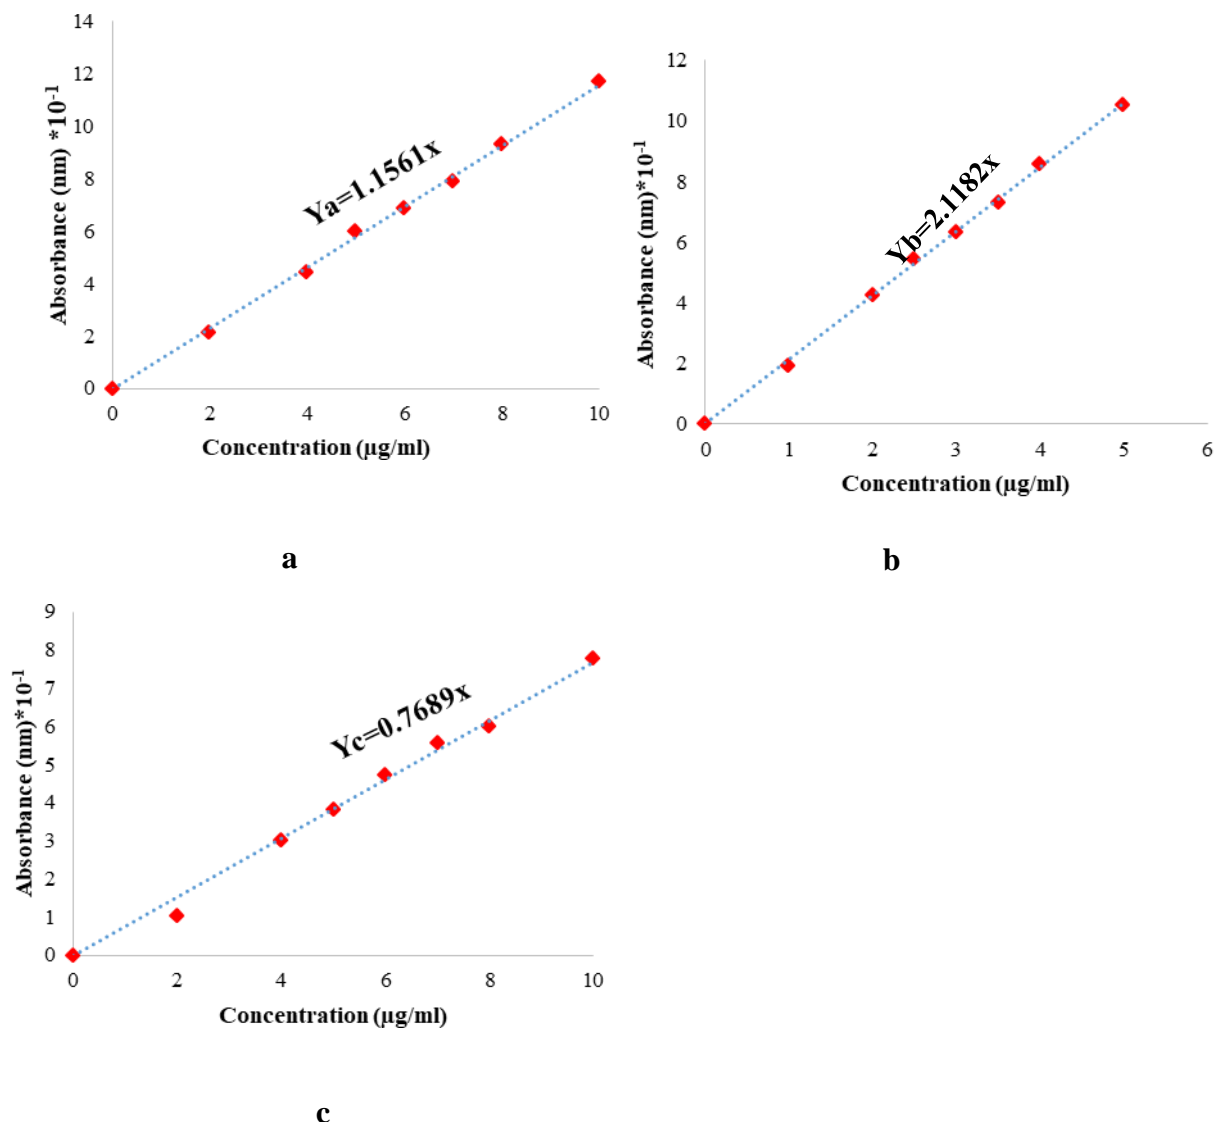 14
12
10
8
6
4
2
0
Absorbance (nm) *10-1
Ya=1.1561x
0 2 4 6 8 10
Concentration (µg/ml)
a
12
10
8
6
4
2
0
Absorbance (nm)*10-1
Yb=2.1182x
0 1 2 3 4 5 6
Concentration (µg/ml)
b
9
8
7
6
5
4
3
2
1
0
Absorbance (nm)*10-1
Yc=0.7689x
0 2 4 6 8 10
Concentration (µg/ml)
c